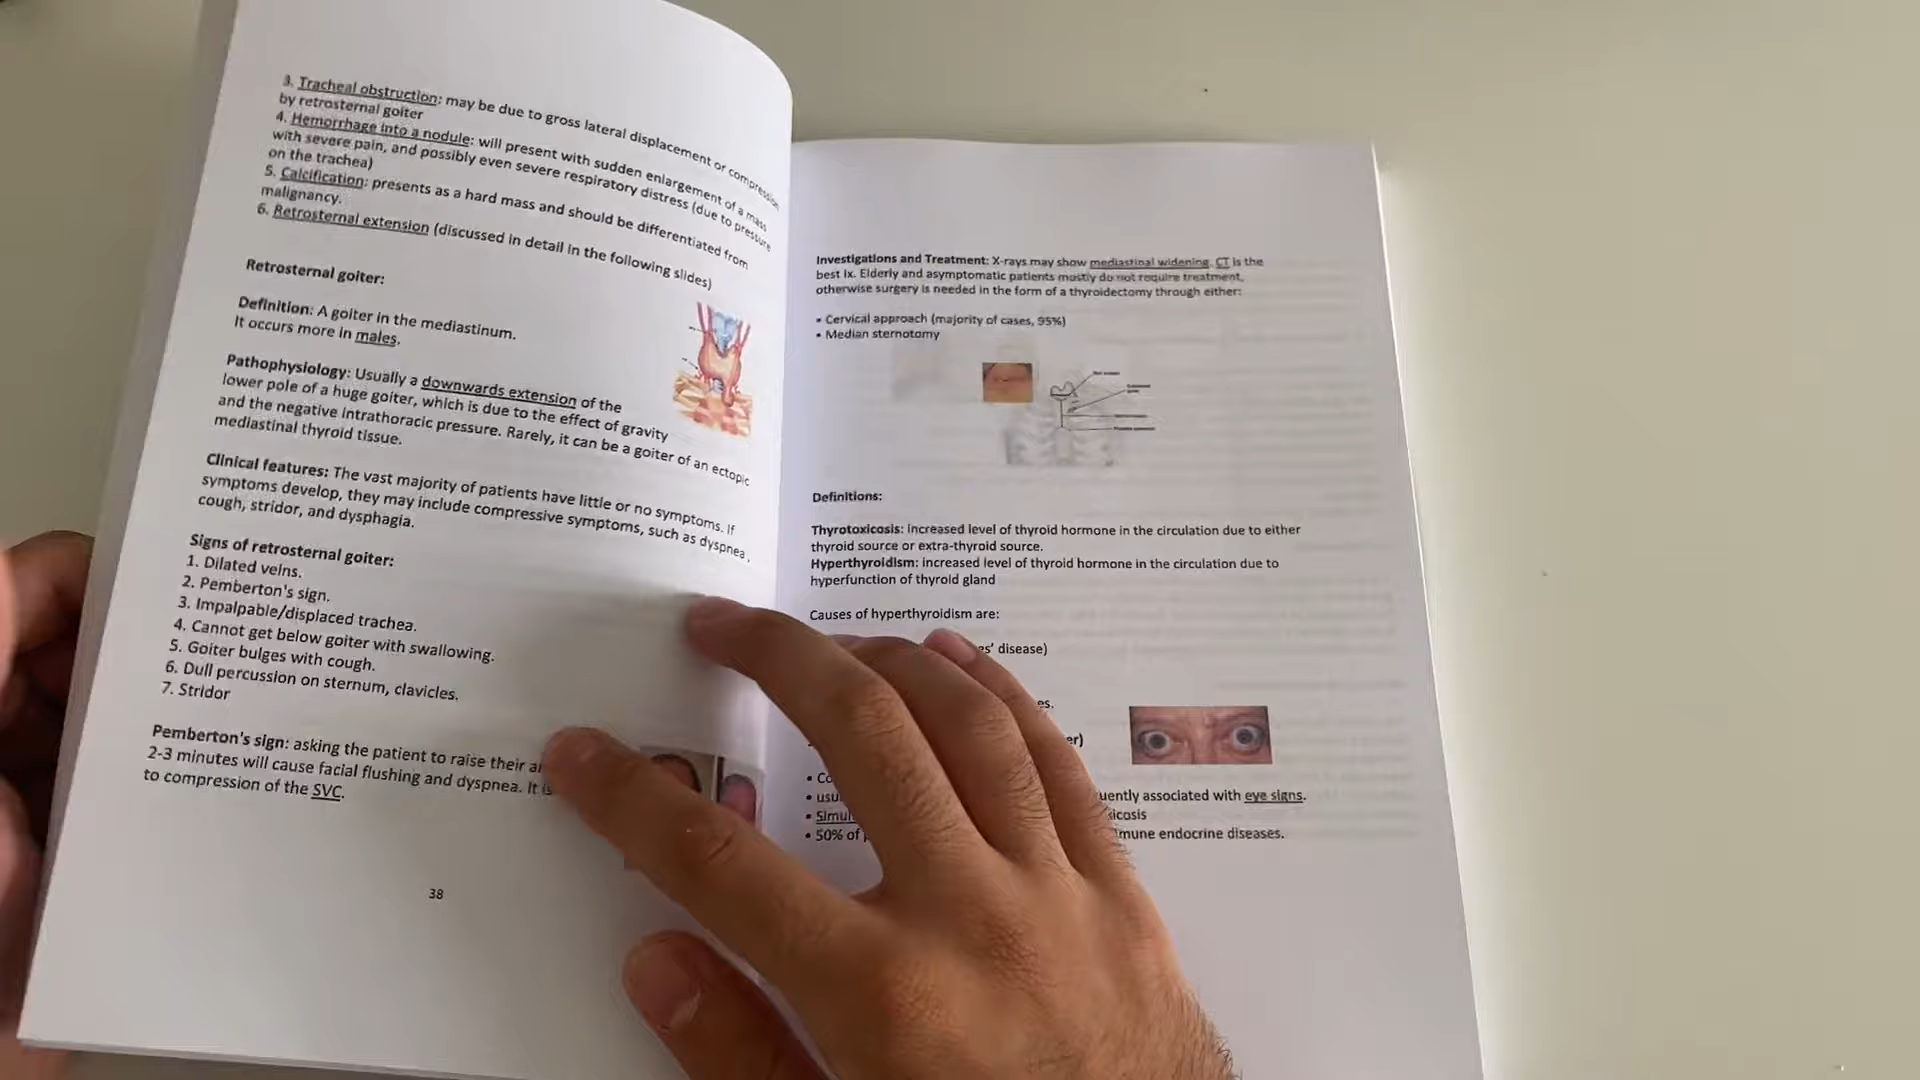 3. Tracheal obstruction: may be due to gross lateral displacement or compression
by retrosternal goiter
4. Hemorrhage into a nodule: will present with sudden enlargement of a mass
with severe pain, and possibly even severe respiratory distress (due to pressure
on the trachea)
5. Calcification: presents as a hard mass and should be differentiated from
malignancy.
6. Retrosternal extension (discussed in detail in the following slides)
Retrosternal goiter:
Definition: A goiter in the mediastinum.
It occurs more in males.
Pathophysiology: Usually a downwards extension of the
lower pole of a huge goiter, which is due to the effect of gravity
and the negative intrathoracic pressure. Rarely, it can be a goiter of an ectopic
mediastinal thyroid tissue.
Clinical features: The vast majority of patients have little or no symptoms. If
symptoms develop, they may include compressive symptoms, such as dyspnea,
cough, stridor, and dysphagia.
Signs of retrosternal goiter:
1. Dilated veins.
2. Pemberton's sign.
3. Impalpable/displaced trachea.
4. Cannot get below goiter with swallowing.
5. Goiter bulges with cough.
6. Dull percussion on sternum, clavicles.
7. Stridor
Pemberton's sign: asking the patient to raise their
2-3 minutes will cause facial flushing and dyspnea. It is
to compression of the SVC.
38
Investigations and Treatment: X-rays may show mediastinal widening. CT is the
best Ix. Elderly and asymptomatic patients mostly do not require treatment,
otherwise surgery is needed in the form of a thyroidectomy through either:
• Cervical approach (majority of cases, 95%)
• Median sternotomy
Definitions:
Thyrotoxicosis: Increased level of thyroid hormone in the circulation due to either
thyroid source or extra-thyroid source.
Hyperthyroidism: increased level of thyroid hormone in the circulation due to
hyperfunction of thyroid gland
Causes of hyperthyroidism are:
disease)
associated with eye signs.
• 50% of
endocrine diseases.